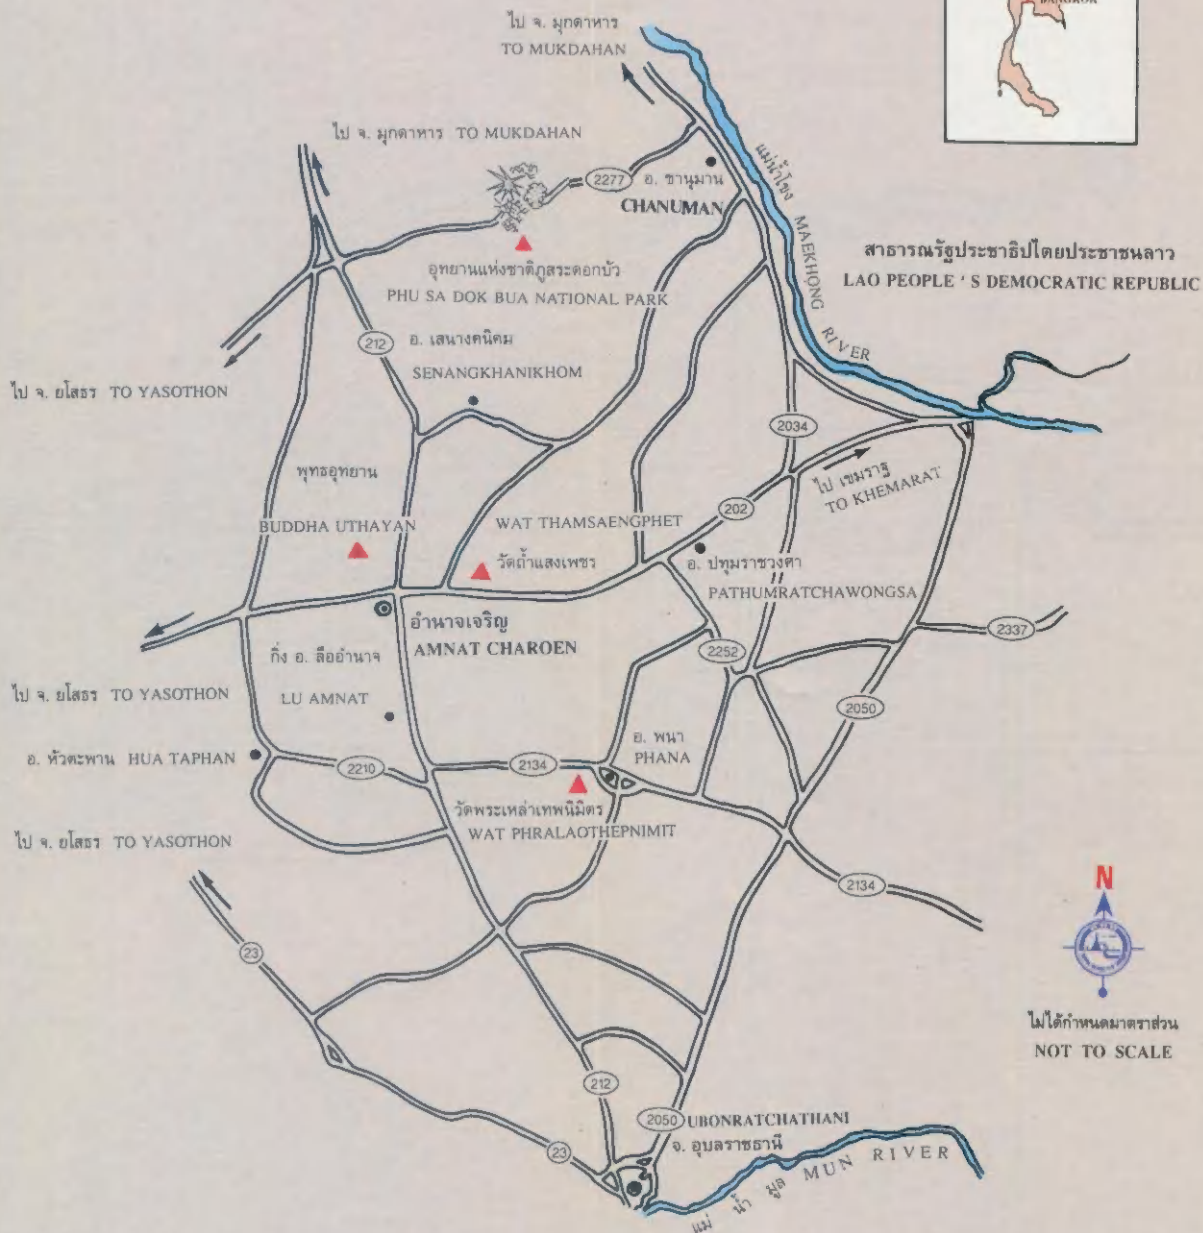 BANGKOK
ไป จ. มุกดาหาร
TO MUKDAHAN
ไป จ. มุกดาหาร TO MUKDAHAN
2277
อ. ชานุมาน
CHANUMAN
แม่น้ำโขง MAEKHONG RIVER
สาธารณรัฐประชาธิปไตยประชาชนลาว
LAO PEOPLE ' S DEMOCRATIC REPUBLIC
อุทยานแห่งชาติภูสระดอกบัว
PHU SA DOK BUA NATIONAL PARK
212
อ. เสนางคนิคม
SENANGKHANIKHOM
ไป จ. ยโสธร TO YASOTHON
2034
พุทธอุทยาน
BUDDHA UTHAYAN
WAT THAMSAENGPHET
วัดถ้ำแสงเพชร
202
ไป เขมราฐ
TO KHEMARAT
อ. ปทุมราชวงศา
PATHUMRATCHAWONGSA
อำนาจเจริญ
AMNAT CHAROEN
2337
กิ่ง อ. ลืออำนาจ
LU AMNAT
2252
ไป จ. ยโสธร TO YASOTHON
2050
อ. หัวตะพาน HUA TAPHAN
2210
2134
อ. พนา
PHANA
วัดพระเหล่าเทพนิมิตร
WAT PHRALAOTHEPNIMIT
ไป จ. ยโสธร TO YASOTHON
2134
N
23
ไม่ได้กำหนดมาตราส่วน
NOT TO SCALE
212
2050
UBONRATCHATHANI
จ. อุบลราชธานี
23
แม่ น้ำ มูล MUN RIVER